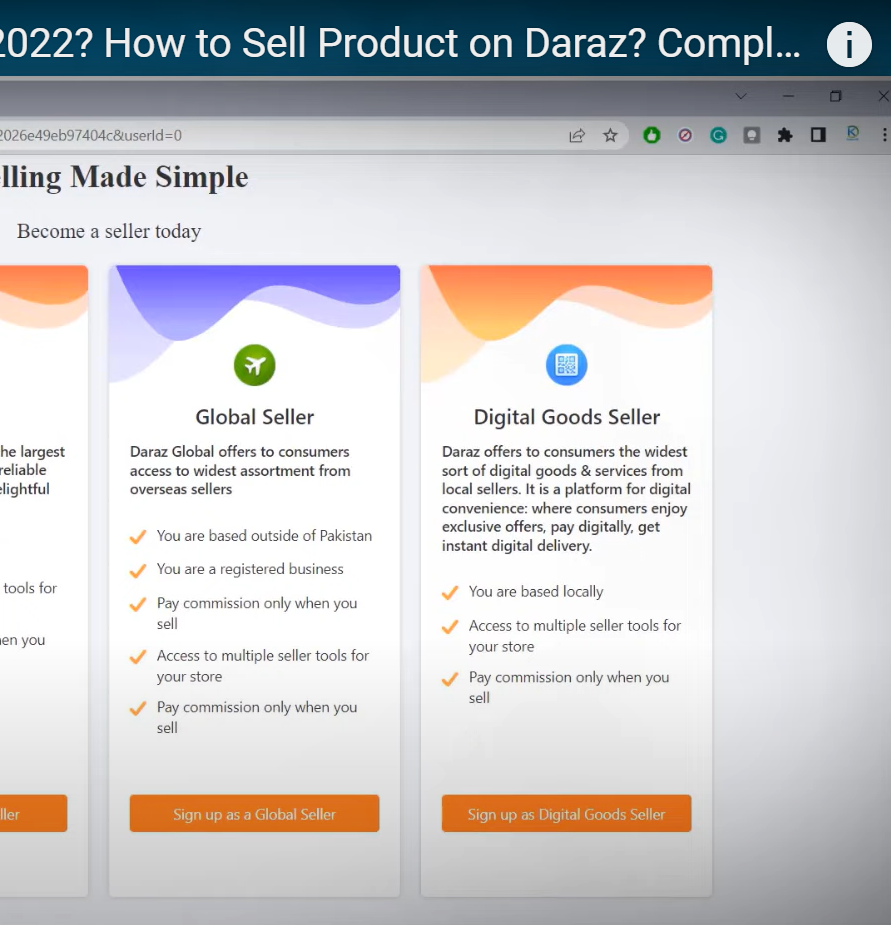 2022? How to Sell Product on Daraz? Compl...
2026e49eb97404c&userId=0
lling Made Simple
Become a seller today
he largest
reliable
elightful
tools for
en you
ller
Global Seller
Daraz Global offers to consumers
access to widest assortment from
overseas sellers
You are based outside of Pakistan
You are a registered business
Pay commission only when you
sell
Access to multiple seller tools for
your store
Pay commission only when you
sell
Sign up as a Global Seller
Digital Goods Seller
Daraz offers to consumers the widest
sort of digital goods & services from
local sellers. It is a platform for digital
convenience: where consumers enjoy
exclusive offers, pay digitally, get
instant digital delivery.
You are based locally
Access to multiple seller tools for
your store
Pay commission only when you
sell
Sign up as Digital Goods Seller